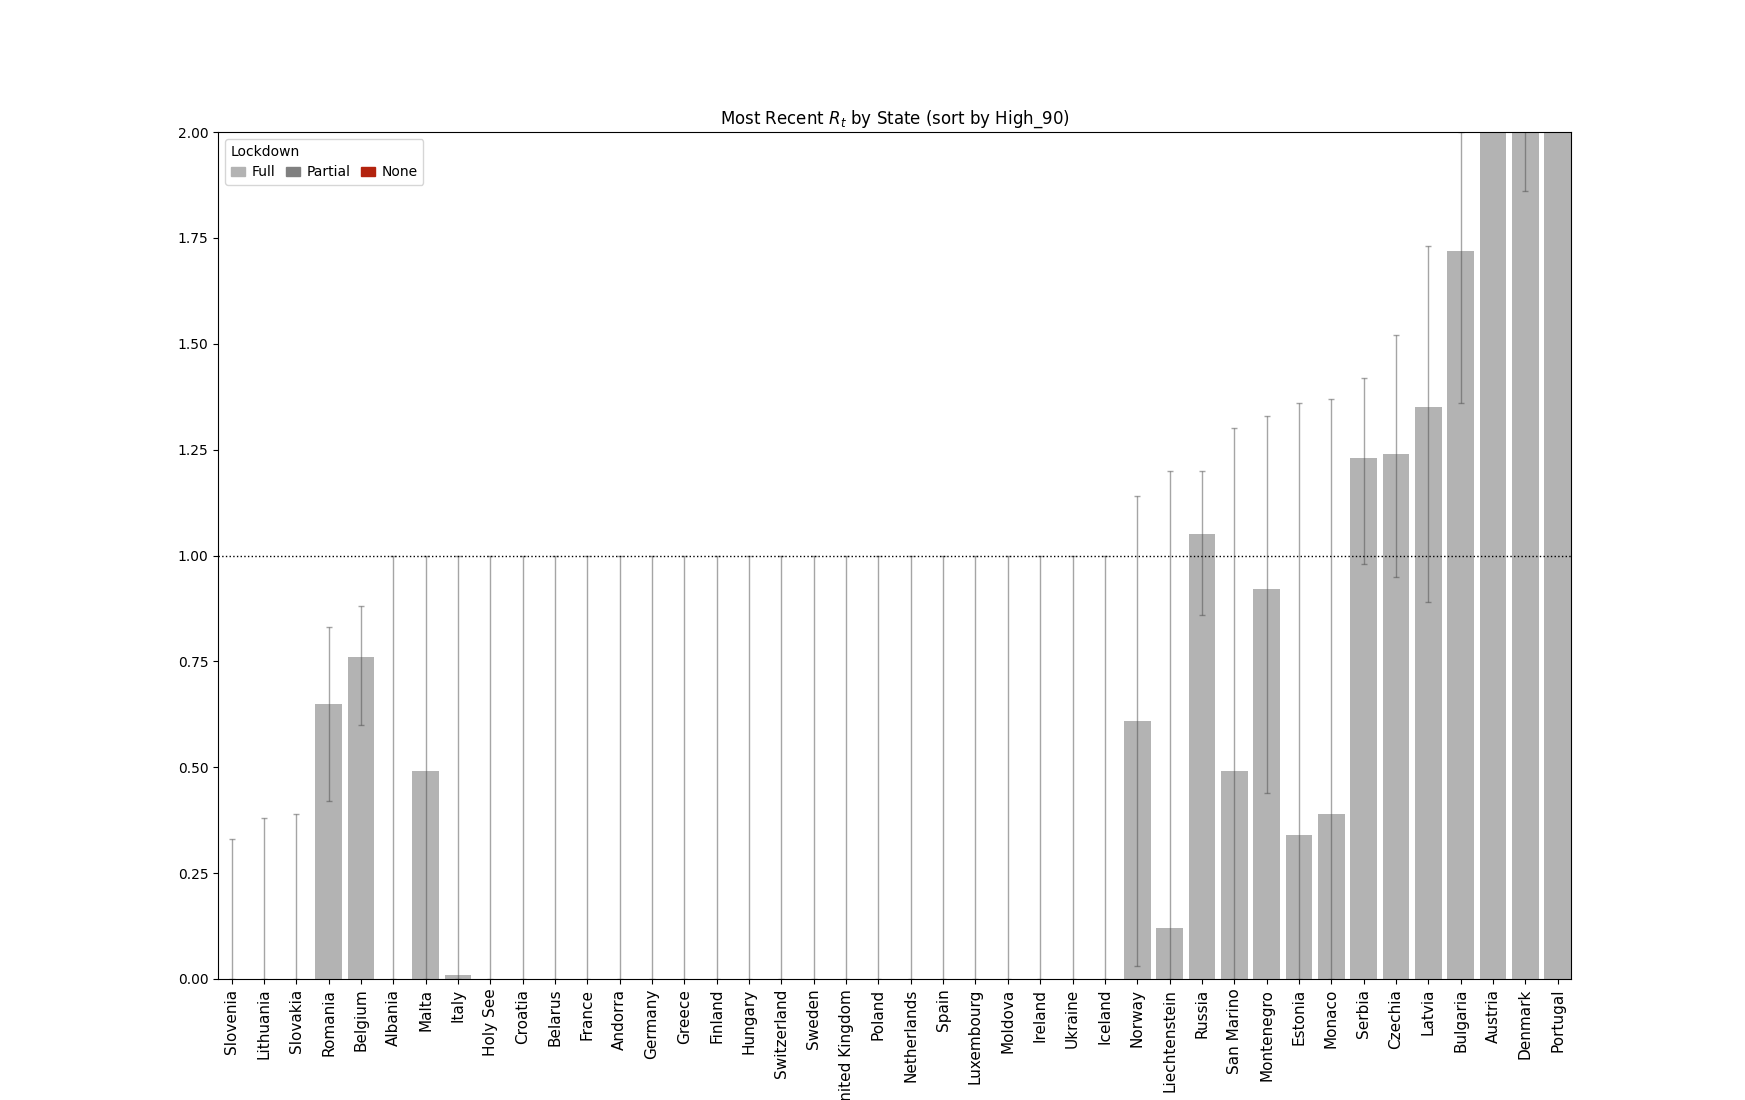 Most Recent R_t by State (sort by High_90)
Lockdown
Full Partial None
2.00
1.75
1.50
1.25
1.00
0.75
0.50
0.25
0.00
Slovenia
Lithuania
Slovakia
Romania
Belgium
Albania
Malta
Italy
Holy See
Croatia
Belarus
France
Andorra
Germany
Greece
Finland
Hungary
Switzerland
Sweden
nited Kingdom
Poland
Netherlands
Spain
Luxembourg
Moldova
Ireland
Ukraine
Iceland
Norway
Liechtenstein
Russia
San Marino
Montenegro
Estonia
Monaco
Serbia
Czechia
Latvia
Bulgaria
Austria
Denmark
Portugal